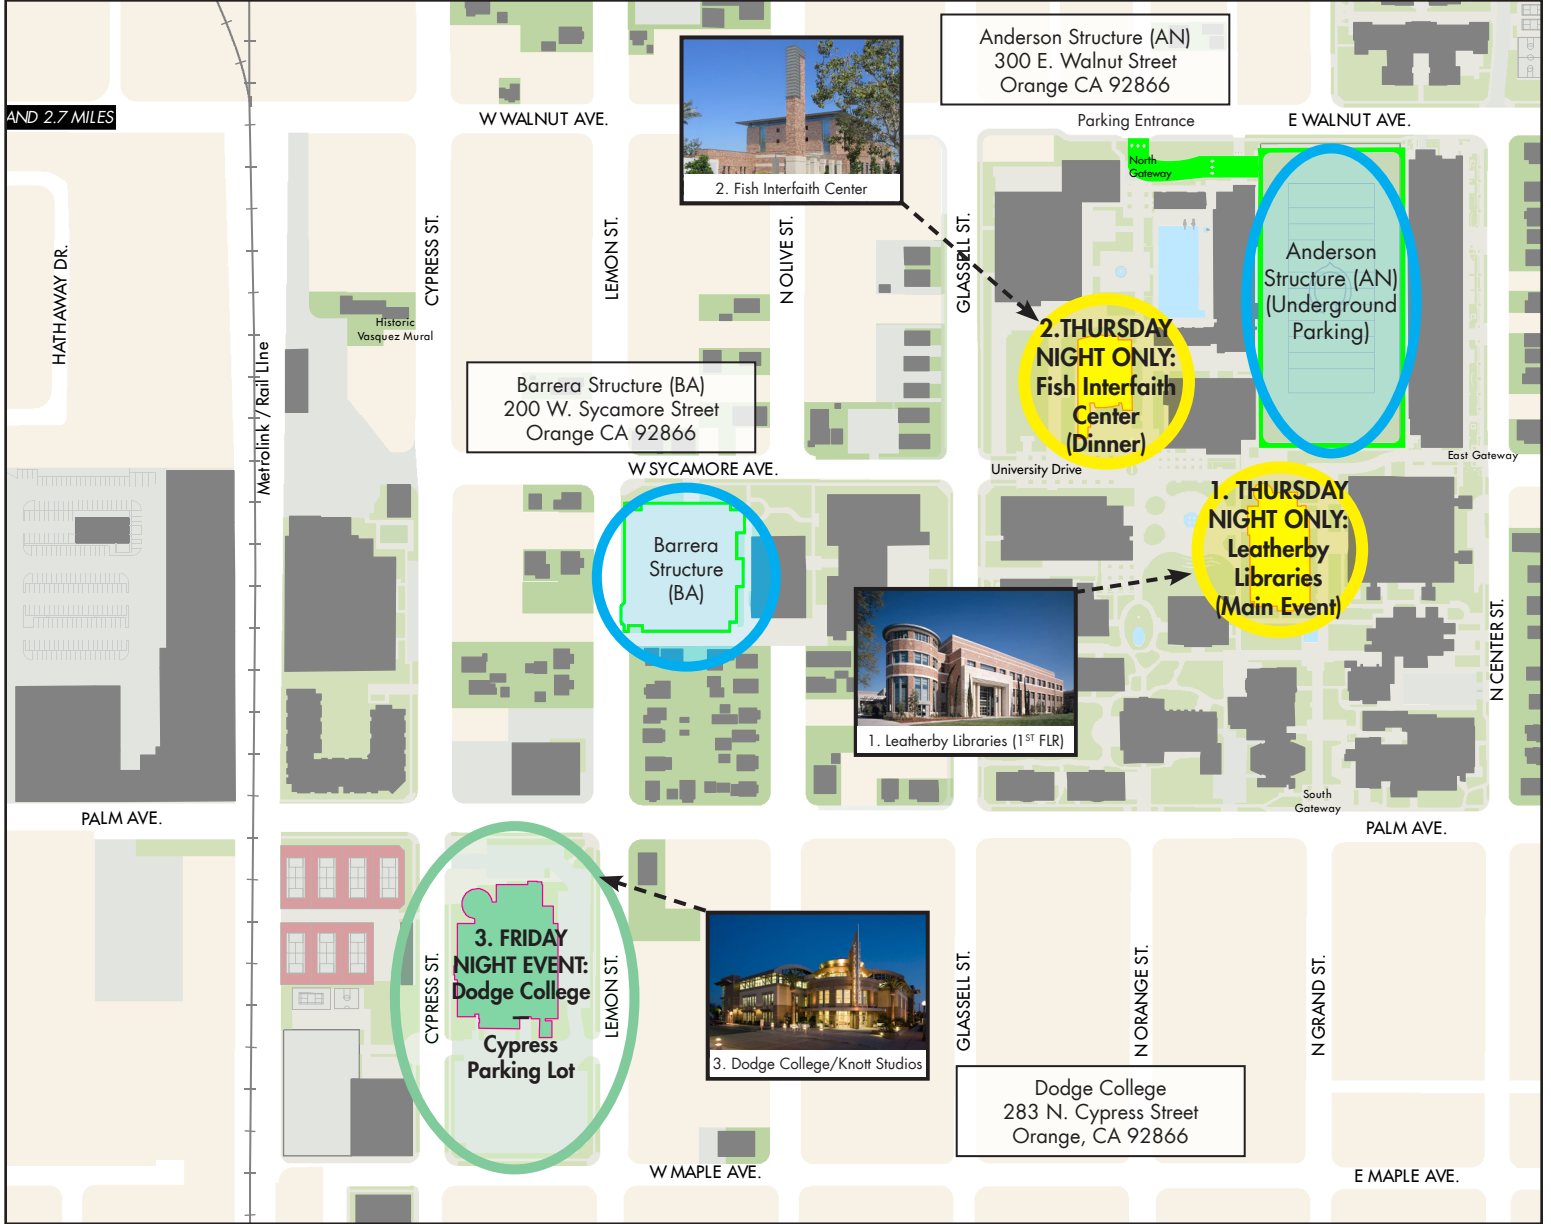 Anderson Structure (AN)
300 E. Walnut Street
Orange CA 92866
AND 2.7 MILES
W WALNUT AVE.
Parking Entrance
E WALNUT AVE.
North
Gateway
2. Fish Interfaith Center
HATHAWAY DR.
Metrolink / Rail LIne
CYPRESS ST.
LEMON ST.
N OLIVE ST.
GLASSELL ST.
Anderson
Structure (AN)
(Underground
Parking)
Historic
Vasquez Mural
2.THURSDAY
NIGHT ONLY:
Fish Interfaith
Center
(Dinner)
Barrera Structure (BA)
200 W. Sycamore Street
Orange CA 92866
W SYCAMORE AVE.
University Drive
East Gateway
1. THURSDAY
NIGHT ONLY:
Leatherby
Libraries
(Main Event)
Barrera
Structure
(BA)
N CENTER ST.
1. Leatherby Libraries (1ST FLR)
South
Gateway
PALM AVE.
PALM AVE.
3. FRIDAY
NIGHT EVENT:
Dodge College
–
Cypress
Parking Lot
CYPRESS ST.
LEMON ST.
GLASSELL ST.
N ORANGE ST.
N GRAND ST.
3. Dodge College/Knott Studios
Dodge College
283 N. Cypress Street
Orange, CA 92866
W MAPLE AVE.
E MAPLE AVE.